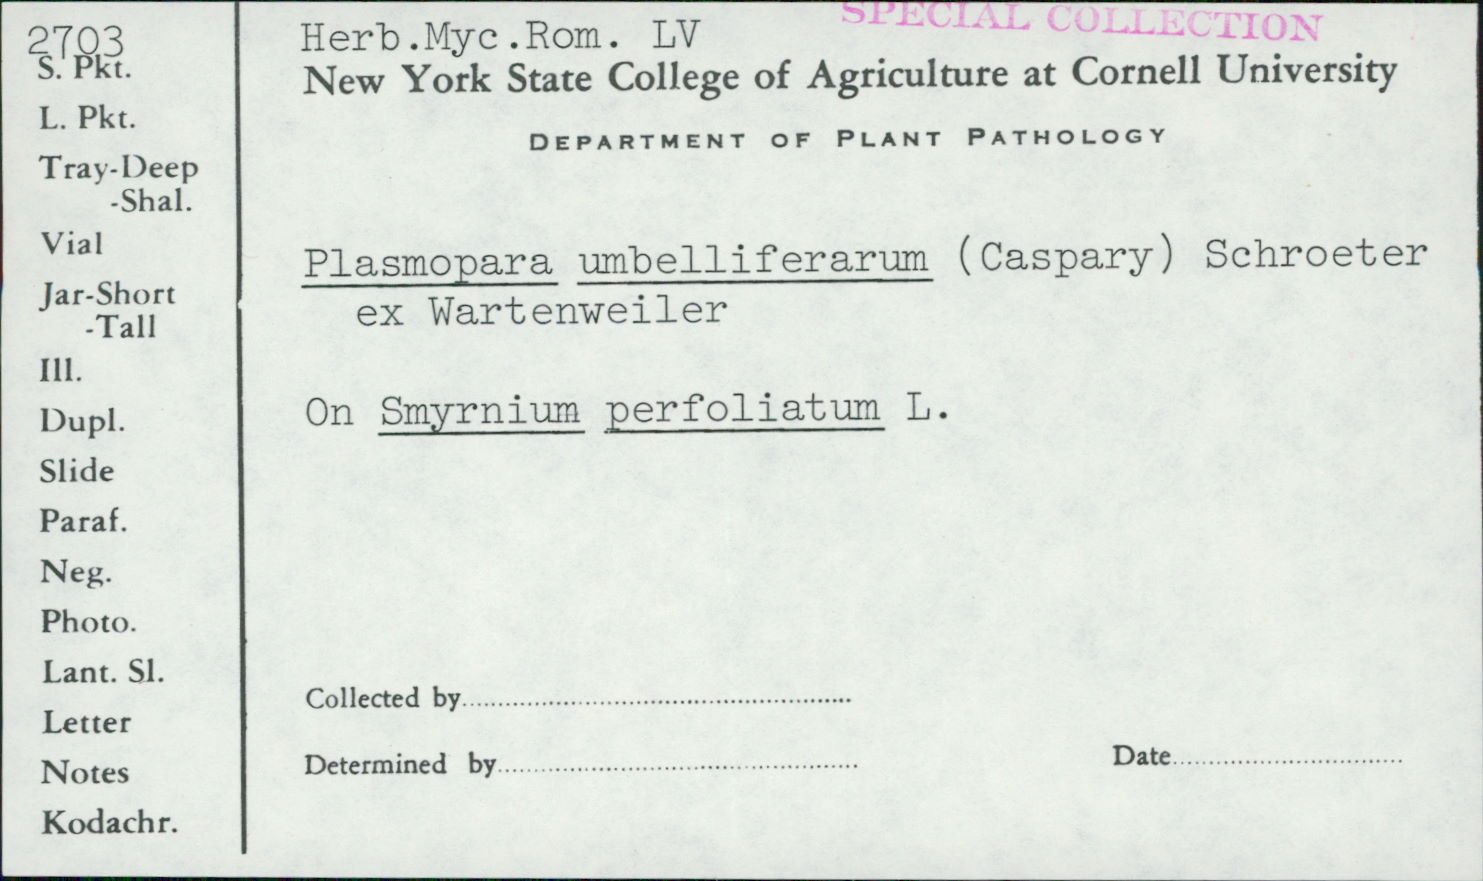 2703
S. Pkt.
L. Pkt.
Tray-Deep
-Shal.
Vial
Jar-Short
-Tall
Ill.
Dupl.
Slide
Paraf.
Neg.
Photo.
Lant. Sl.
Letter
Notes
Kodachr.
SPECIAL COLLECTION
Herb.Myc.Rom. LV
New York State College of Agriculture at Cornell University
DEPARTMENT OF PLANT PATHOLOGY
Plasmopara umbelliferarum (Caspary) Schroeter
ex Wartenweiler
On Smyrnium perfoliatum L.
Collected by
Determined by
Date